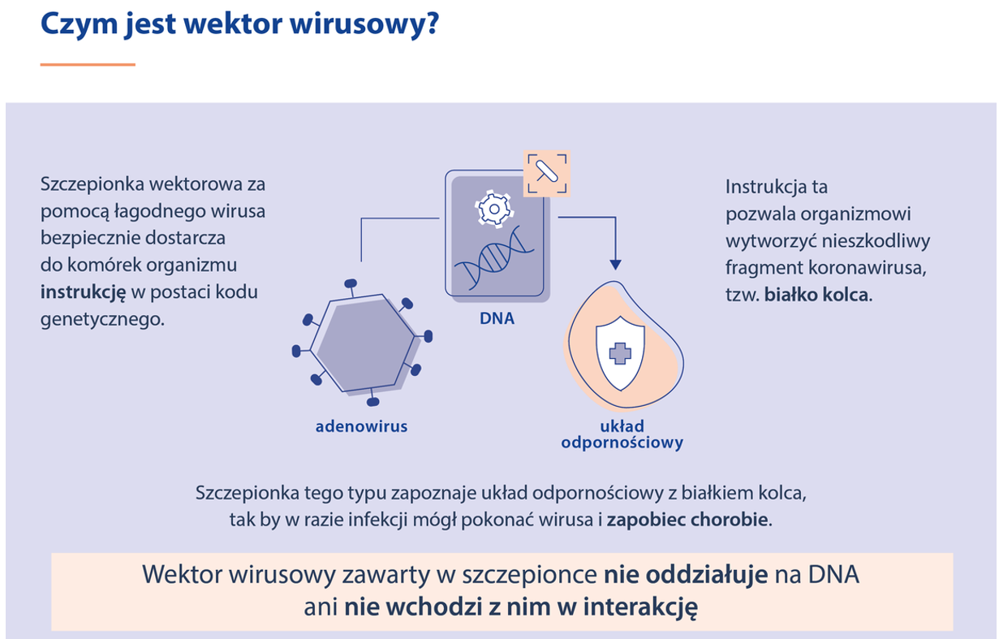 Czym jest wektor wirusowy?
Szczepionka wektorowa za
pomocą łagodnego wirusa
bezpiecznie dostarcza
do komórek organizmu
instrukcję w postaci kodu
genetycznego.
Instrukcja ta
pozwala organizmowi
wytworzyć nieszkodliwy
fragment koronawirusa,
tzw. białko kolca.
DNA
adenowirus
układ
odpornościowy
Szczepionka tego typu zapoznaje układ odpornościowy z białkiem kolca,
tak by w razie infekcji mógł pokonać wirusa i zapobiec chorobie.
Wektor wirusowy zawarty w szczepionce nie oddziałuje na DNA
ani nie wchodzi z nim w interakcję